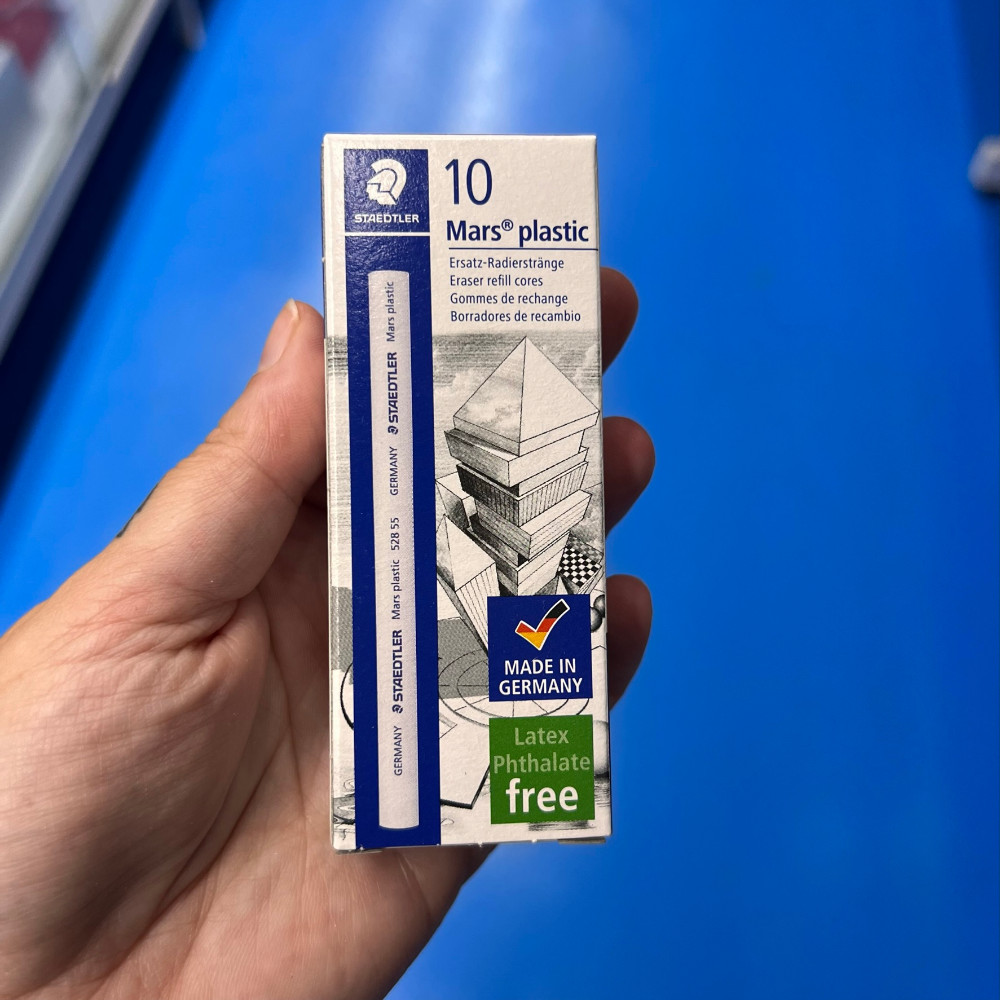 STAEDTLER
10
Mars® plastic
Ersatz-Radierstränge
Eraser refill cores
Gommes de rechange
Borradores de recambio
GERMANY STAEDTLER Mars plastic 528 55 GERMANY STAEDTLER Mars plastic
MADE IN
GERMANY
Latex
Phthalate
free